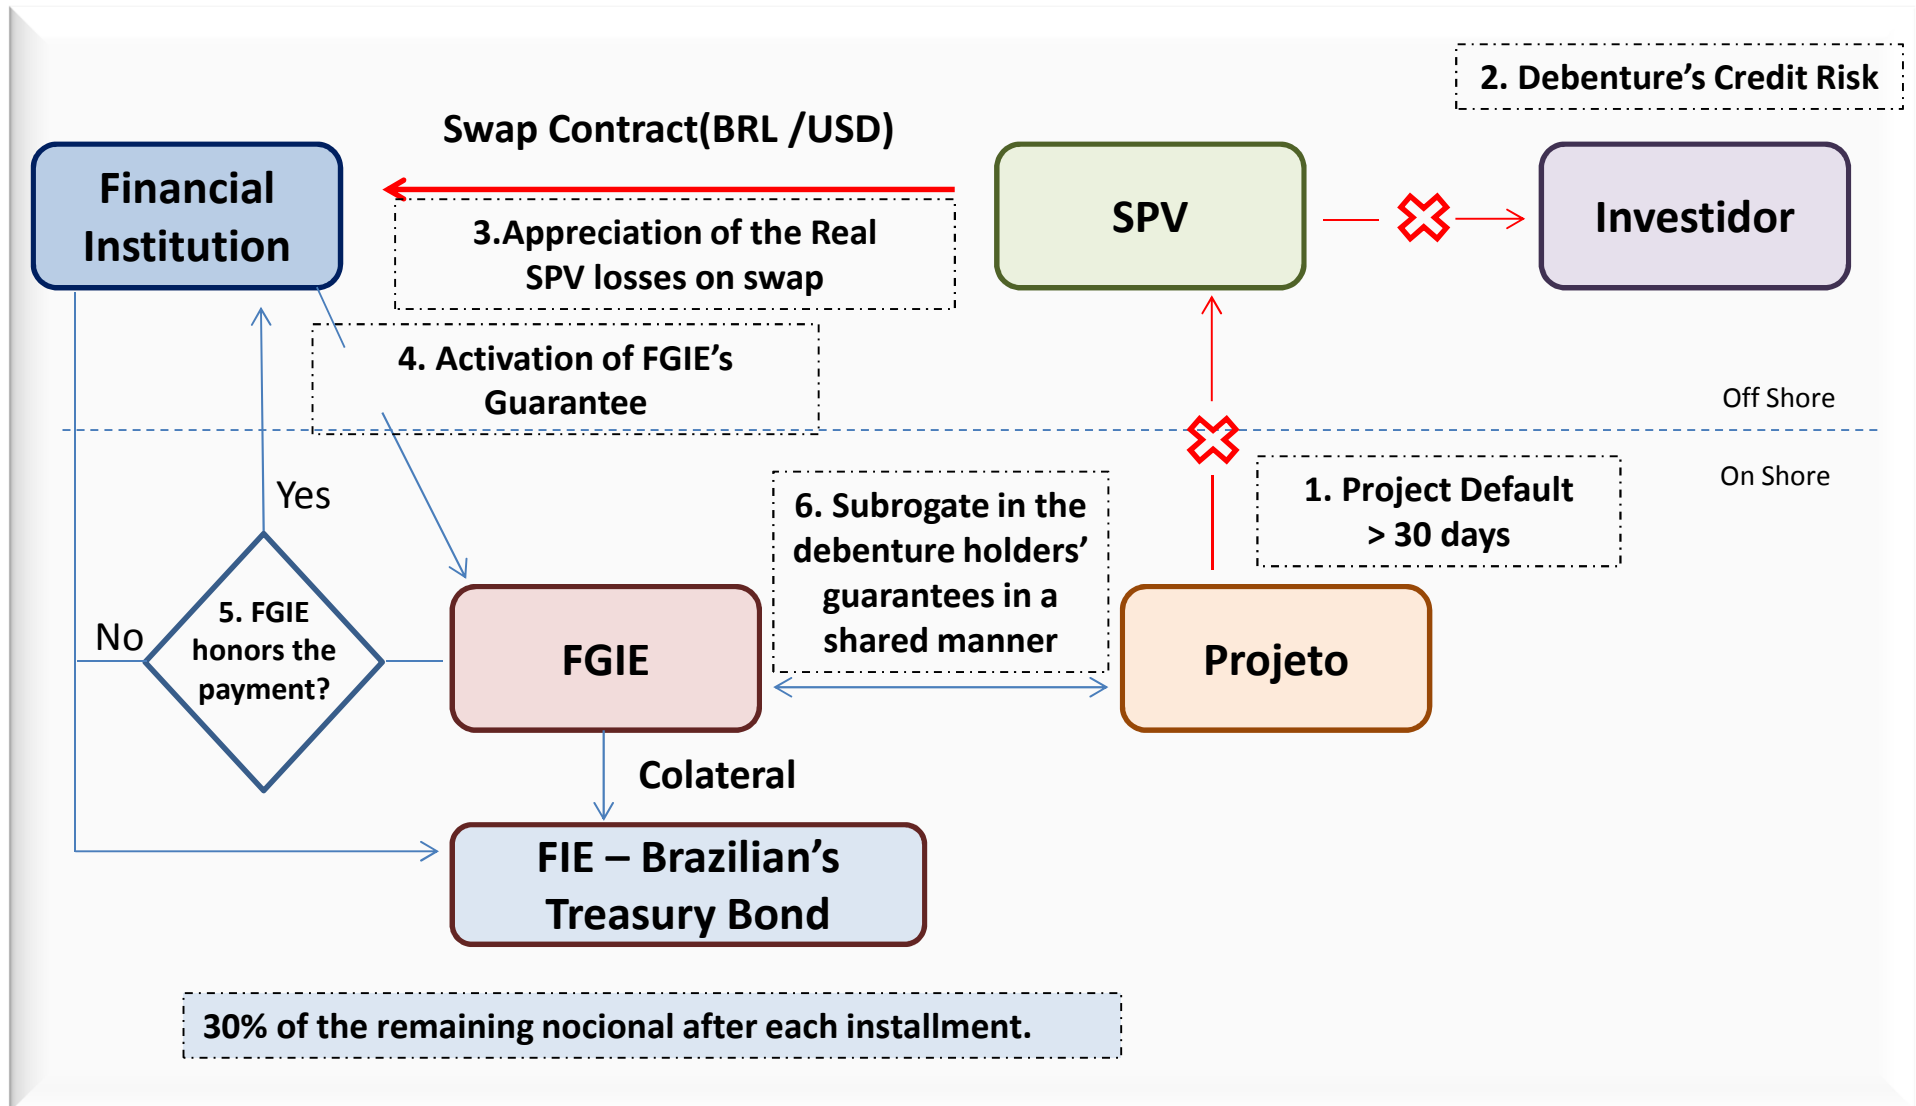 2. Debenture's Credit Risk
Swap Contract(BRL /USD)
Financial
Institution
SPV
Investidor
3.Appreciation of the Real
SPV losses on swap
4. Activation of FGIE's
Guarantee
Off Shore
On Shore
Yes
1. Project Default
> 30 days
6. Subrogate in the
debenture holders'
guarantees in a
shared manner
No
5. FGIE
honors the
payment?
FGIE
Projeto
Colateral
FIE – Brazilian's
Treasury Bond
30% of the remaining nocional after each installment.